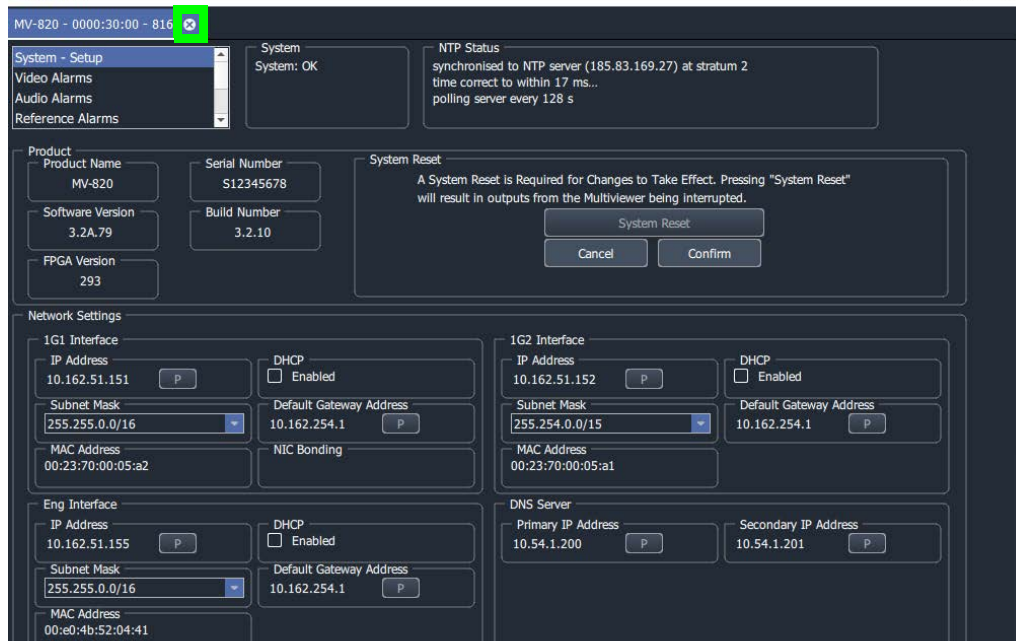 MV-820 - 0000:30:00 - 816
System - Setup
Video Alarms
Audio Alarms
Reference Alarms
System
System: OK
NTP Status
synchronised to NTP server (185.83.169.27) at stratum 2
time correct to within 17 ms...
polling server every 128 s
Product
Product Name
MV-820
Serial Number
S12345678
Software Version
3.2A.79
Build Number
3.2.10
FPGA Version
293
System Reset
A System Reset is Required for Changes to Take Effect. Pressing "System Reset"
will result in outputs from the Multiviewer being interrupted.
System Reset
Cancel
Confirm
Network Settings
1G1 Interface
IP Address
10.162.51.151
P
DHCP
Enabled
Subnet Mask
255.255.0.0/16
Default Gateway Address
10.162.254.1
P
MAC Address
00:23:70:00:05:a2
NIC Bonding
1G2 Interface
IP Address
10.162.51.152
P
DHCP
Enabled
Subnet Mask
255.254.0.0/15
Default Gateway Address
10.162.254.1
P
MAC Address
00:23:70:00:05:a1
Eng Interface
IP Address
10.162.51.155
P
DHCP
Enabled
Subnet Mask
255.255.0.0/16
Default Gateway Address
10.162.254.1
P
MAC Address
00:e0:4b:52:04:41
DNS Server
Primary IP Address
10.54.1.200
P
Secondary IP Address
10.54.1.201
P